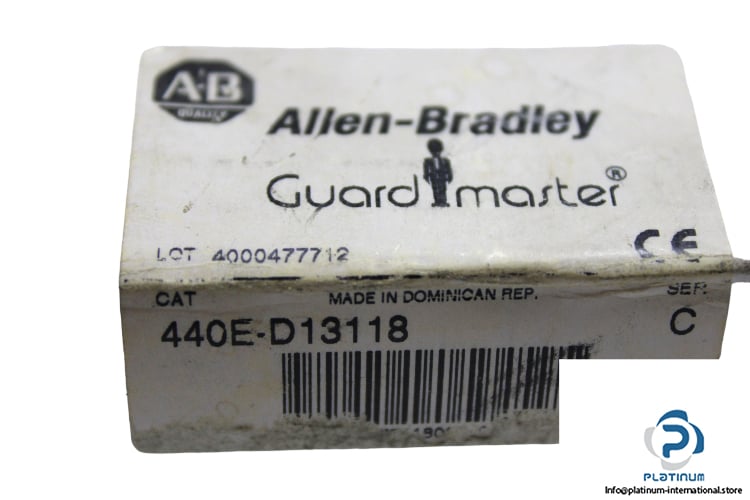 A-B
QUALITY
Allen-Bradley
Guardmaster®
LOT 4000477712
CE
CAT
MADE IN DOMINICAN REP.
SER
440E-D13118
C
PLATINUM
Info@platinum-international.store